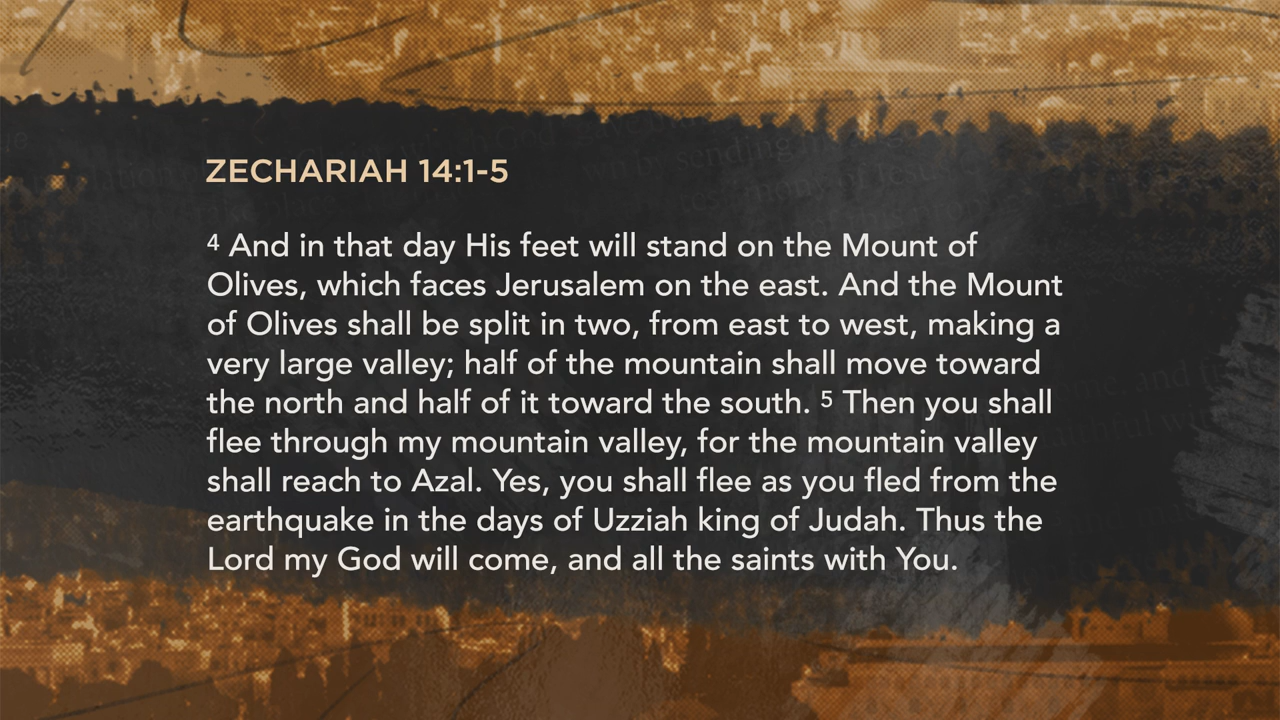 ZECHARIAH 14:1-5
4 And in that day His feet will stand on the Mount of
Olives, which faces Jerusalem on the east. And the Mount
of Olives shall be split in two, from east to west, making a
very large valley; half of the mountain shall move toward
the north and half of it toward the south. 5 Then you shall
flee through my mountain valley, for the mountain valley
shall reach to Azal. Yes, you shall flee as you fled from the
earthquake in the days of Uzziah king of Judah. Thus the
Lord my God will come, and all the saints with You.